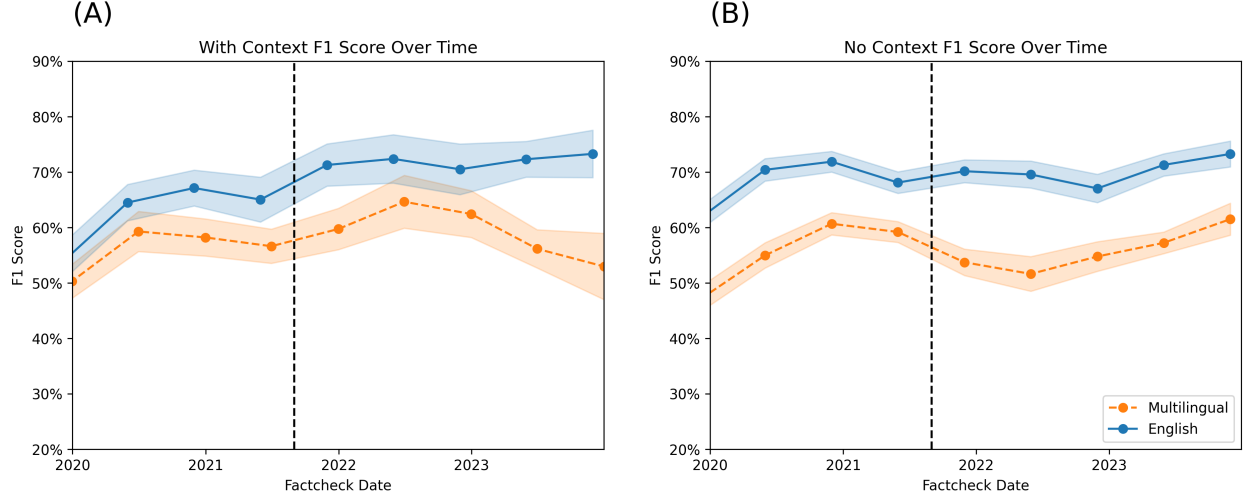 (A)
With Context F1 Score Over Time
90%
80%
70%
60%
50%
40%
30%
20%
F1 Score
2020 2021 2022 2023
Factcheck Date
(B)
No Context F1 Score Over Time
90%
80%
70%
60%
50%
40%
30%
20%
F1 Score
2020 2021 2022 2023
Factcheck Date
Multilingual
English